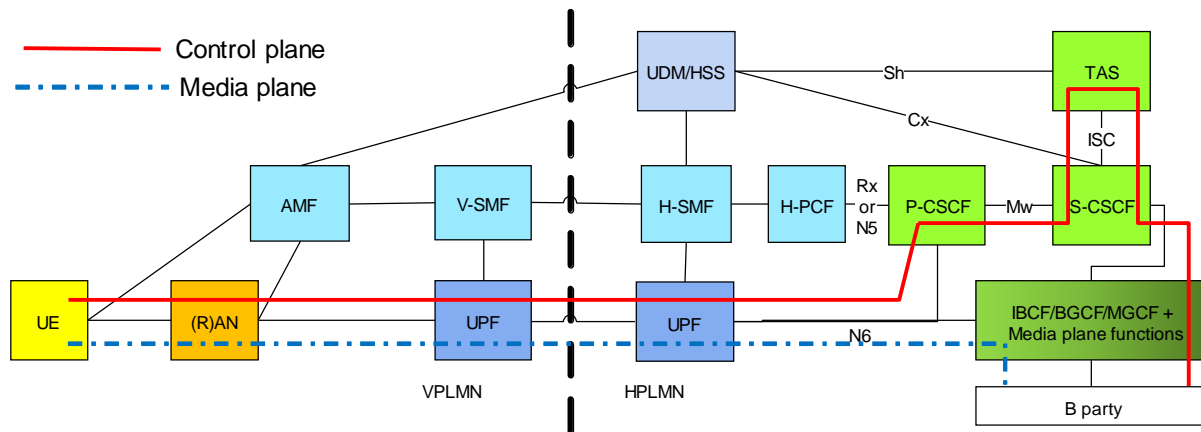 Control plane
Media plane
UDM/HSS
Sh
TAS
Cx
ISC
AMF
V-SMF
H-SMF
H-PCF
Rx
or
N5
P-CSCF
Mw
S-CSCF
UE
(R)AN
UPF
UPF
N6
IBCF/BGCF/MGCF +
Media plane functions
VPLMN
HPLMN
B party